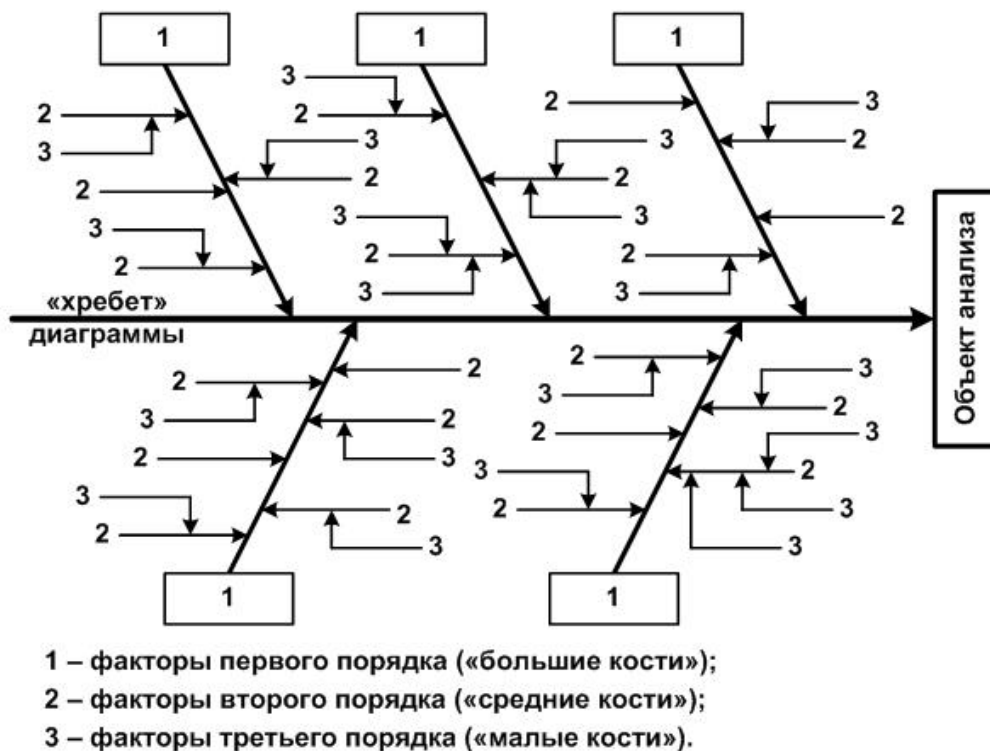 1 1 1
3
2 2 3
2
3 3 3 2
2 2
2 3
3 3 2
2 2 2
3 3
«хребет»
диаграммы
Объект анализа
2
2 2 3
3 3 2
2 2 3
2 3 3 2
3 2 2 3
2 3 3
1 1
1 – факторы первого порядка («большие кости»);
2 – факторы второго порядка («средние кости»);
3 – факторы третьего порядка («малые кости»).